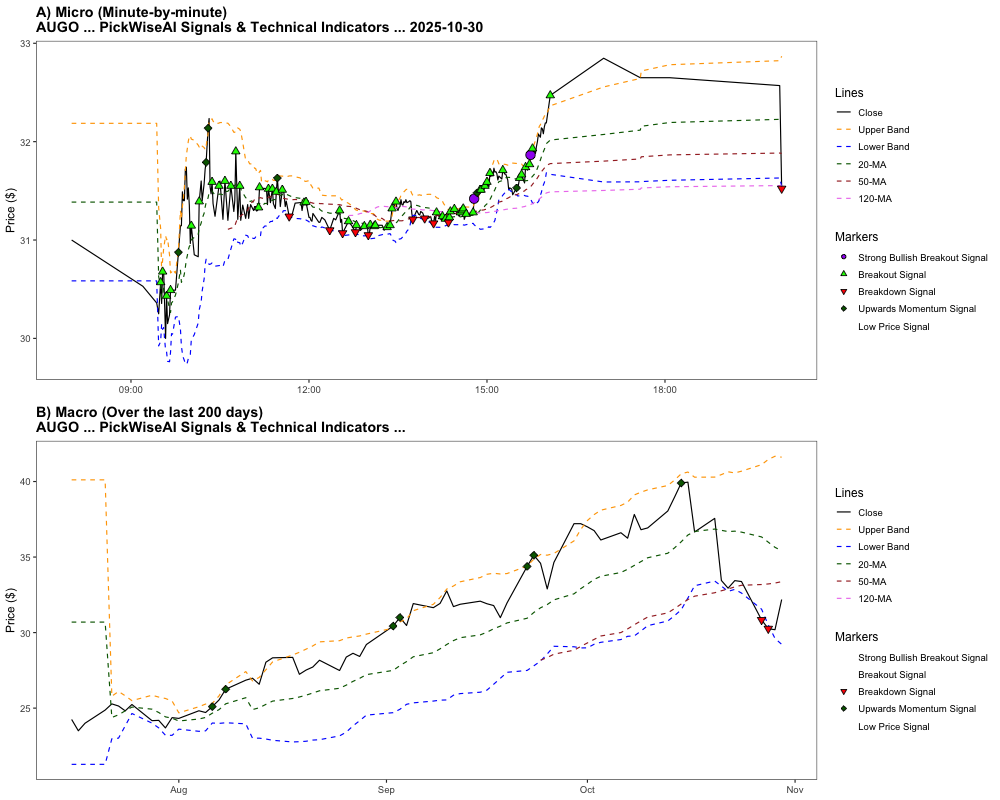 A) Micro (Minute-by-minute)
AUGO ... PickWiseAI Signals & Technical Indicators ... 2025-10-30
33
32
31
30
Price ($)
09:00
12:00
15:00
18:00
Lines
Close
Upper Band
Lower Band
20-MA
50-MA
120-MA
Markers
Strong Bullish Breakout Signal
Breakout Signal
Breakdown Signal
Upwards Momentum Signal
Low Price Signal
B) Macro (Over the last 200 days)
AUGO ... PickWiseAI Signals & Technical Indicators ...
40
35
30
25
Price ($)
Aug
Sep
Oct
Nov
Lines
Close
Upper Band
Lower Band
20-MA
50-MA
120-MA
Markers
Strong Bullish Breakout Signal
Breakout Signal
Breakdown Signal
Upwards Momentum Signal
Low Price Signal